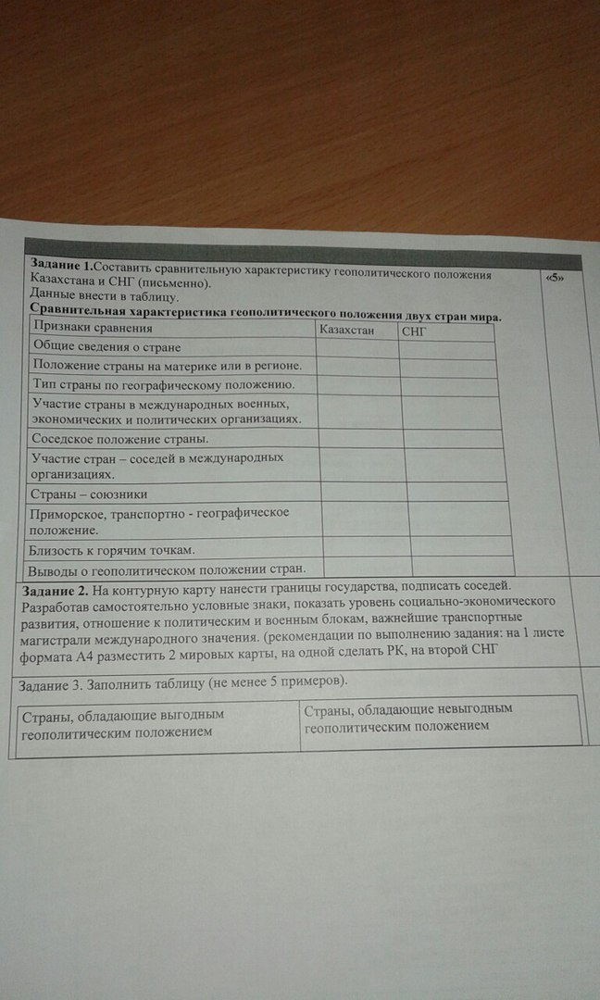 Задание 1.Составить сравнительную характеристику геополитического положения
Казахстана и СНГ (письменно).
Данные внести в таблицу.
«5»
Сравнительная характеристика геополитического положения двух стран мира.
Признаки сравнения
Казахстан
СНГ
Общие сведения о стране
Положение страны на материке или в регионе.
Тип страны по географическому положению.
Участие страны в международных военных,
экономических и политических организациях.
Соседское положение страны.
Участие стран – соседей в международных
организациях.
Страны – союзники
Приморское, транспортно - географическое
положение.
Близость к горячим точкам.
Выводы о геополитическом положении стран.
Задание 2. На контурную карту нанести границы государства, подписать соседей.
Разработав самостоятельно условные знаки, показать уровень социально-экономического
развития, отношение к политическим и военным блокам, важнейшие транспортные
магистрали международного значения. (рекомендации по выполнению задания: на 1 листе
формата А4 разместить 2 мировых карты, на одной сделать РК, на второй СНГ
Задание 3. Заполнить таблицу (не менее 5 примеров).
Страны, обладающие выгодным
геополитическим положением
Страны, обладающие невыгодным
геополитическим положением